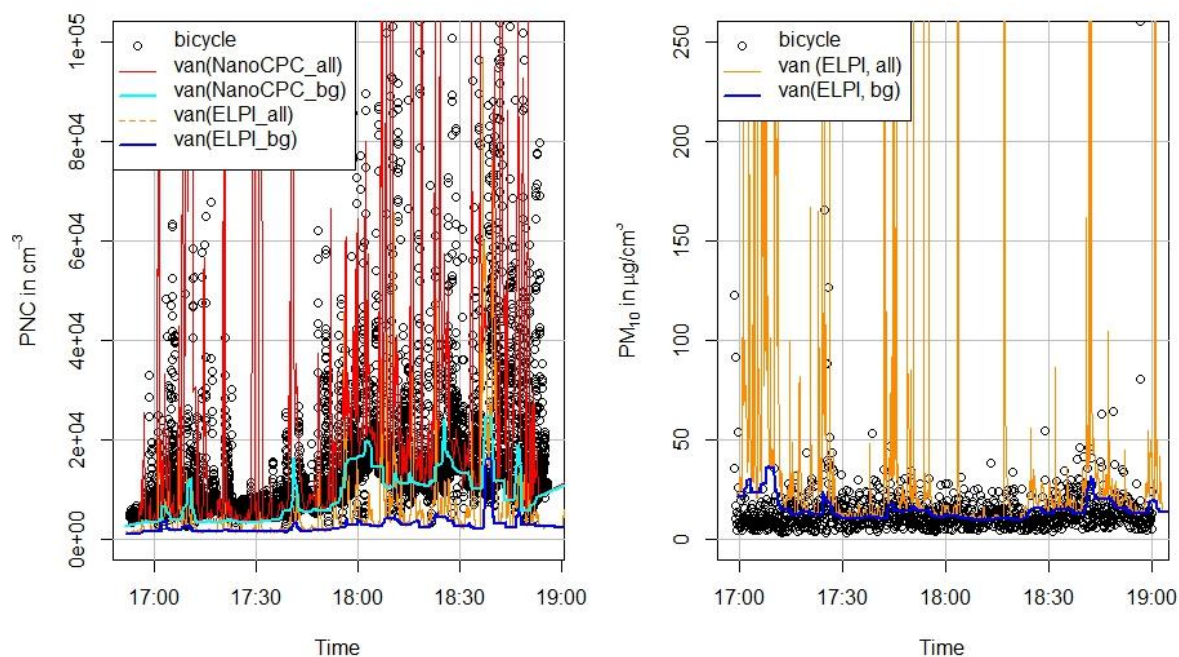 1e+05
8e+04
6e+04
4e+04
2e+04
0e+00
PNC in cm⁻³
bicycle
van(NanoCPC_all)
van(NanoCPC_bg)
van(ELPI_all)
van(ELPI_bg)
17:00 17:30 18:00 18:30 19:00
Time
250
200
150
100
50
0
PM₁₀ in µg/cm³
bicycle
van (ELPI, all)
van(ELPI, bg)
17:00 17:30 18:00 18:30 19:00
Time